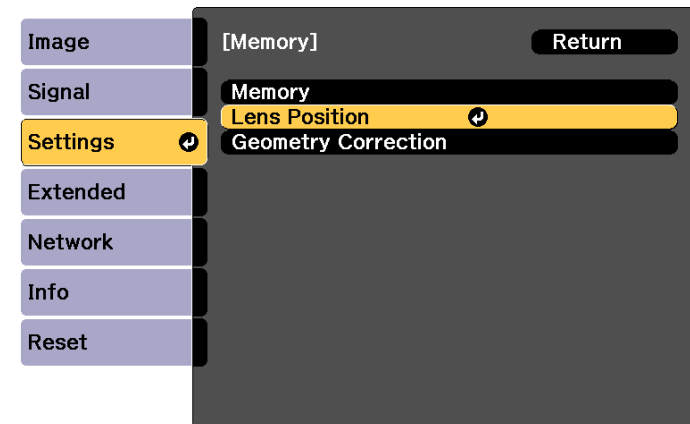 Image
Signal
Settings
Extended
Network
Info
Reset
[Memory] Return
Memory
Lens Position
Geometry Correction